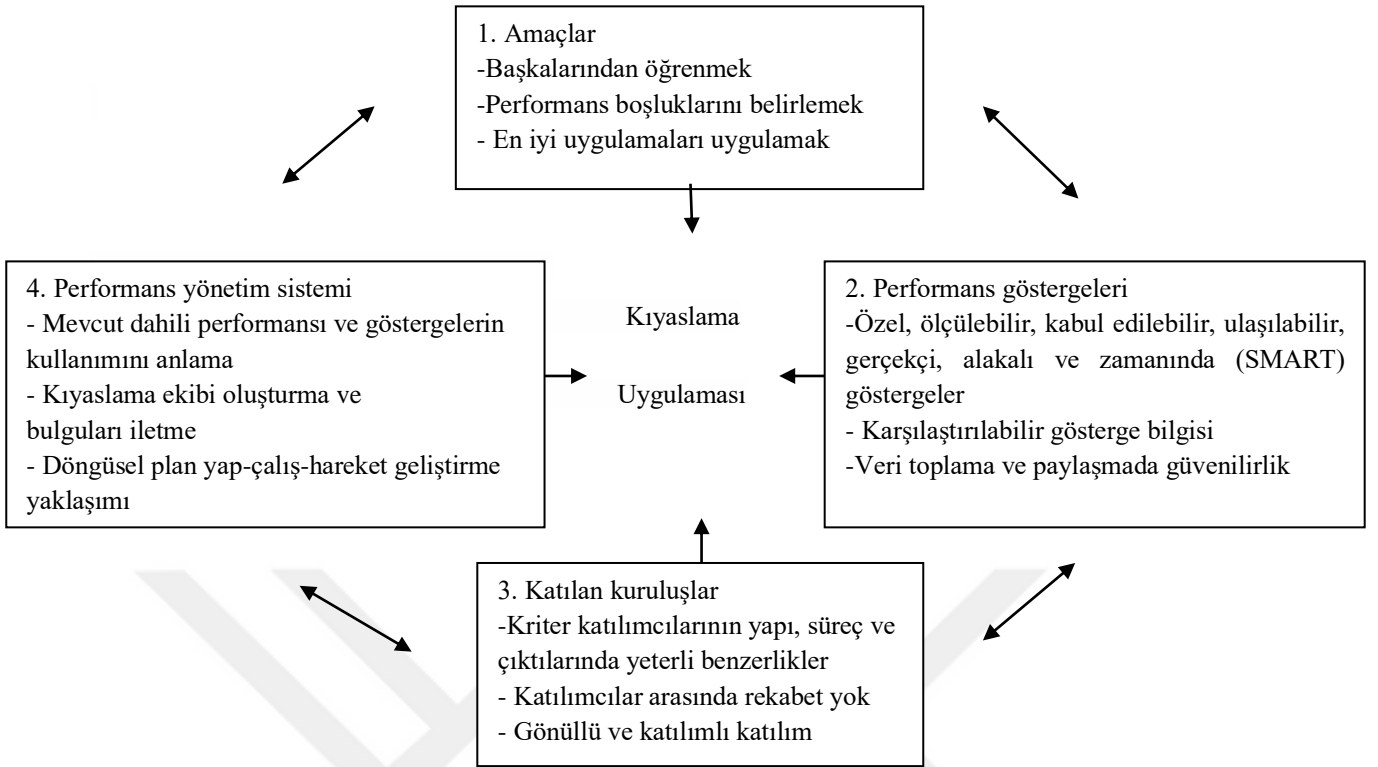 1. Amaçlar
-Başkalarından öğrenmek
-Performans boşluklarını belirlemek
- En iyi uygulamaları uygulamak
4. Performans yönetim sistemi
- Mevcut dahili performansı ve göstergelerin
kullanımını anlama
- Kıyaslama ekibi oluşturma ve
bulguları iletme
- Döngüsel plan yap-çalış-hareket geliştirme
yaklaşımı
Kıyaslama
Uygulaması
2. Performans göstergeleri
-Özel, ölçülebilir, kabul edilebilir, ulaşılabilir,
gerçekçi, alakalı ve zamanında (SMART)
göstergeler
- Karşılaştırılabilir gösterge bilgisi
-Veri toplama ve paylaşmada güvenilirlik
3. Katılan kuruluşlar
-Kriter katılımcılarının yapı, süreç ve
çıktılarında yeterli benzerlikler
- Katılımcılar arasında rekabet yok
- Gönüllü ve katılımlı katılım